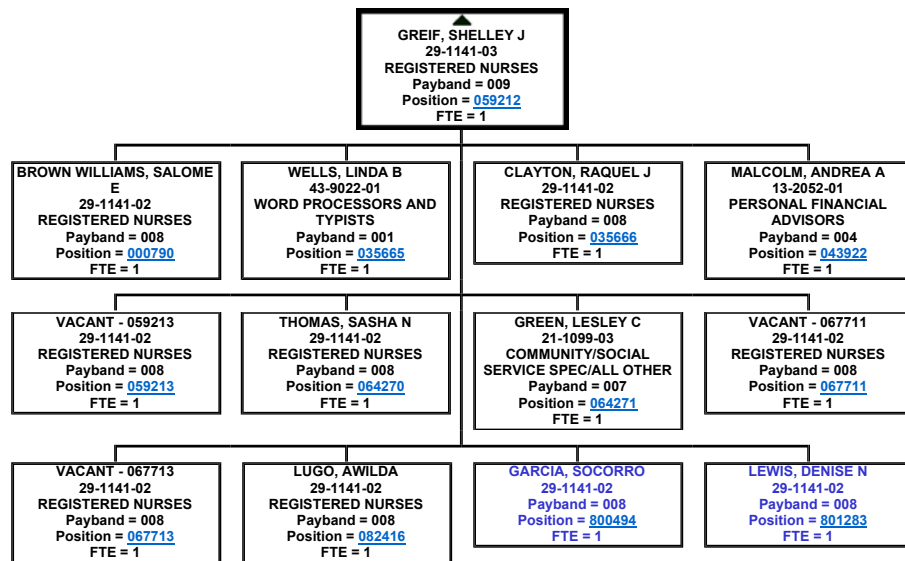 GREIF, SHELLEY J
29-1141-03
REGISTERED NURSES
Payband = 009
Position = 059212
FTE = 1
BROWN WILLIAMS, SALOME
E
29-1141-02
REGISTERED NURSES
Payband = 008
Position = 000790
FTE = 1
WELLS, LINDA B
43-9022-01
WORD PROCESSORS AND
TYPISTS
Payband = 001
Position = 035665
FTE = 1
CLAYTON, RAQUEL J
29-1141-02
REGISTERED NURSES
Payband = 008
Position = 035666
FTE = 1
MALCOLM, ANDREA A
13-2052-01
PERSONAL FINANCIAL
ADVISORS
Payband = 004
Position = 043922
FTE = 1
VACANT - 059213
29-1141-02
REGISTERED NURSES
Payband = 008
Position = 059213
FTE = 1
THOMAS, SASHA N
29-1141-02
REGISTERED NURSES
Payband = 008
Position = 064270
FTE = 1
GREEN, LESLEY C
21-1099-03
COMMUNITY/SOCIAL
SERVICE SPEC/ALL OTHER
Payband = 007
Position = 064271
FTE = 1
VACANT - 067711
29-1141-02
REGISTERED NURSES
Payband = 008
Position = 067711
FTE = 1
VACANT - 067713
29-1141-02
REGISTERED NURSES
Payband = 008
Position = 067713
FTE = 1
LUGO, AWILDA
29-1141-02
REGISTERED NURSES
Payband = 008
Position = 082416
FTE = 1
GARCIA, SOCORRO
29-1141-02
Payband = 008
Position = 800494
FTE = 1
LEWIS, DENISE N
29-1141-02
Payband = 008
Position = 801283
FTE = 1